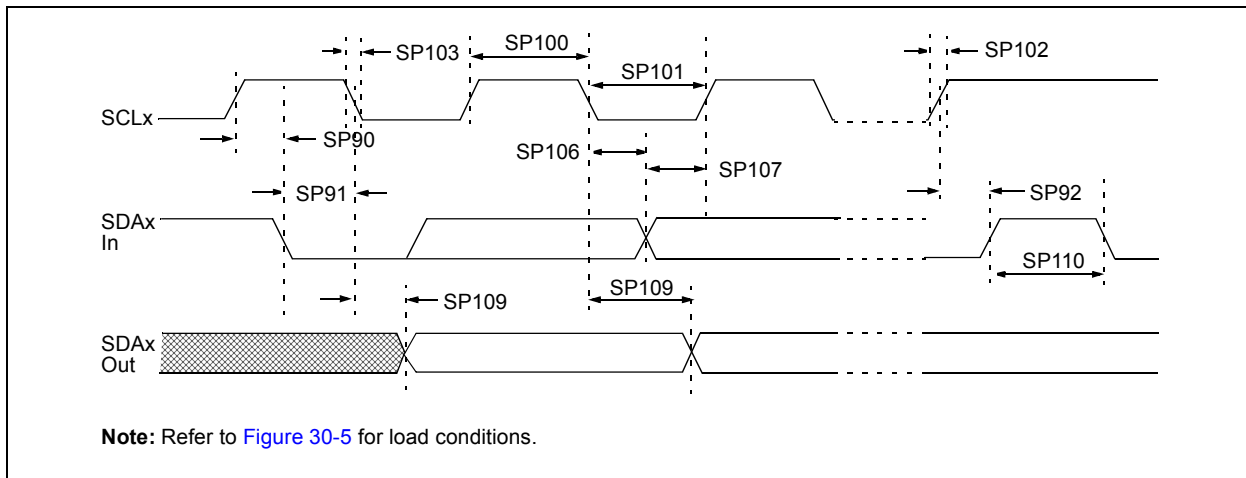 SP103
SP100
SP101
SP102
SCLx
SP90
SP106
SP107
SP91
SP92
SDAx
In
SP110
SP109
SP109
SDAx
Out
Note: Refer to Figure 30-5 for load conditions.